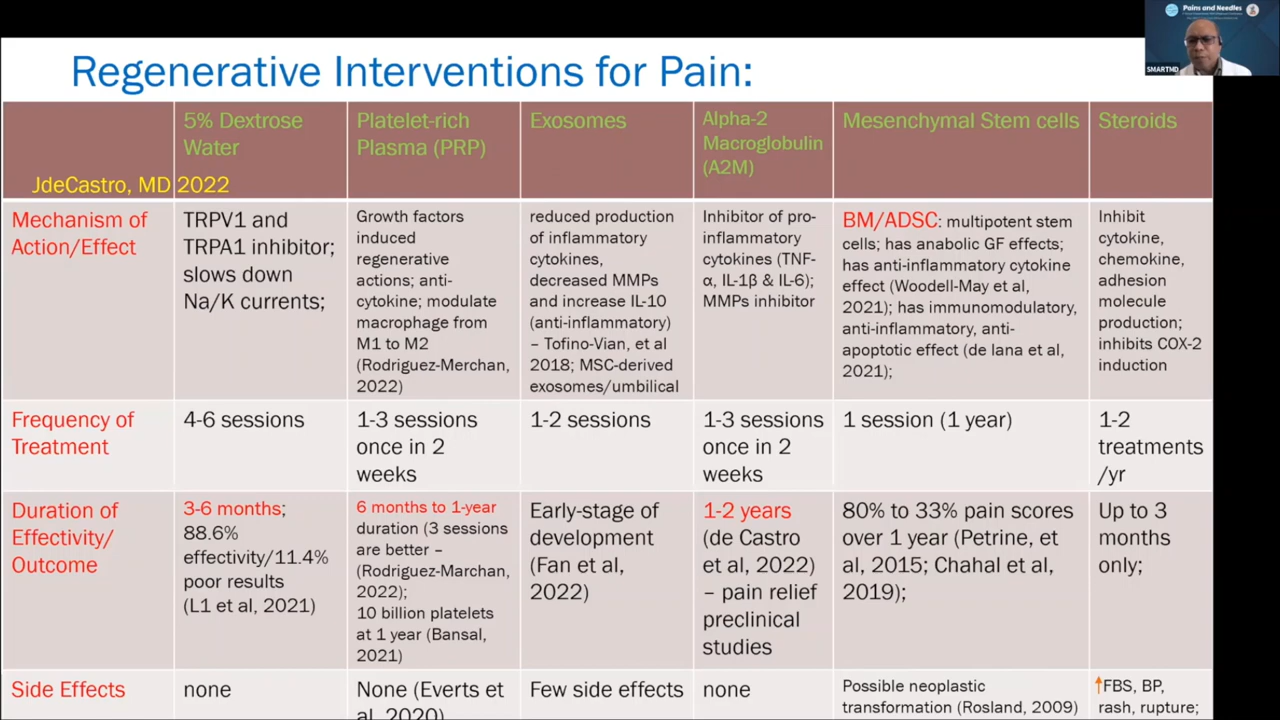 Pains and Needles
SMARTMD
Regenerative Interventions for Pain:
JdeCastro, MD 2022
5% Dextrose
Water
Platelet-rich
Plasma (PRP)
Exosomes
Alpha-2
Macroglobulin
(A2M)
Mesenchymal Stem cells
Steroids
Mechanism of
Action/Effect
TRPV1 and
TRPA1 inhibitor;
slows down
Na/K currents;
Growth factors
induced
regenerative
actions; anti-
cytokine; modulate
macrophage from
M1 to M2
(Rodriguez-Merchan,
2022)
reduced production
of inflammatory
cytokines,
decreased MMPs
and increase IL-10
(anti-inflammatory)
– Tofino-Vian, et al
2018; MSC-derived
exosomes/umbilical
Inhibitor of pro-
inflammatory
cytokines (TNF-
α, IL-1β & IL-6);
MMPs inhibitor
BM/ADSC: multipotent stem
cells; has anabolic GF effects;
has anti-inflammatory cytokine
effect (Woodell-May et al,
2021); has immunomodulatory,
anti-inflammatory, anti-
apoptotic effect (de lana et al,
2021);
Inhibit
cytokine,
chemokine,
adhesion
molecule
production;
inhibits COX-2
induction
Frequency of
Treatment
4-6 sessions
1-3 sessions
once in 2
weeks
1-2 sessions
1-3 sessions
once in 2
weeks
1 session (1 year)
1-2
treatments
/yr
Duration of
Effectivity/
Outcome
3-6 months;
88.6%
effectivity/11.4%
poor results
(L1 et al, 2021)
6 months to 1-year
duration (3 sessions
are better –
(Rodriguez-Marchan,
2022);
10 billion platelets
at 1 year (Bansal,
2021)
Early-stage of
development
(Fan et al,
2022)
1-2 years
(de Castro
et al, 2022)
– pain relief
preclinical
studies
80% to 33% pain scores
over 1 year (Petrine, et
al, 2015; Chahal et al,
2019);
Up to 3
months
only;
Side Effects
none
None (Everts et
al, 2020)
Few side effects
none
Possible neoplastic
transformation (Rosland, 2009)
↑FBS, BP,
rash, rupture;